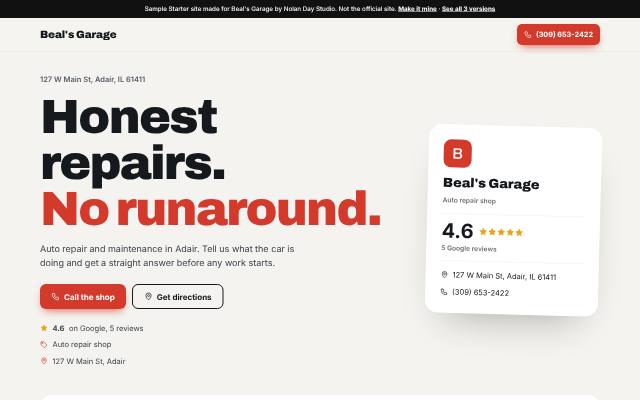 Sample Starter site made for Beal's Garage by Nolan Day Studio. Not the official site. Make it mine · See all 3 versions
Beal's Garage
(309) 653-2422
127 W Main St, Adair, IL 61411
Honest
repairs.
No runaround.
Auto repair and maintenance in Adair. Tell us what the car is
doing and get a straight answer before any work starts.
Call the shop
Get directions
4.6 on Google, 5 reviews
Auto repair shop
127 W Main St, Adair
B
Beal's Garage
Auto repair shop
4.6
5 Google reviews
127 W Main St, Adair, IL 61411
(309) 653-2422